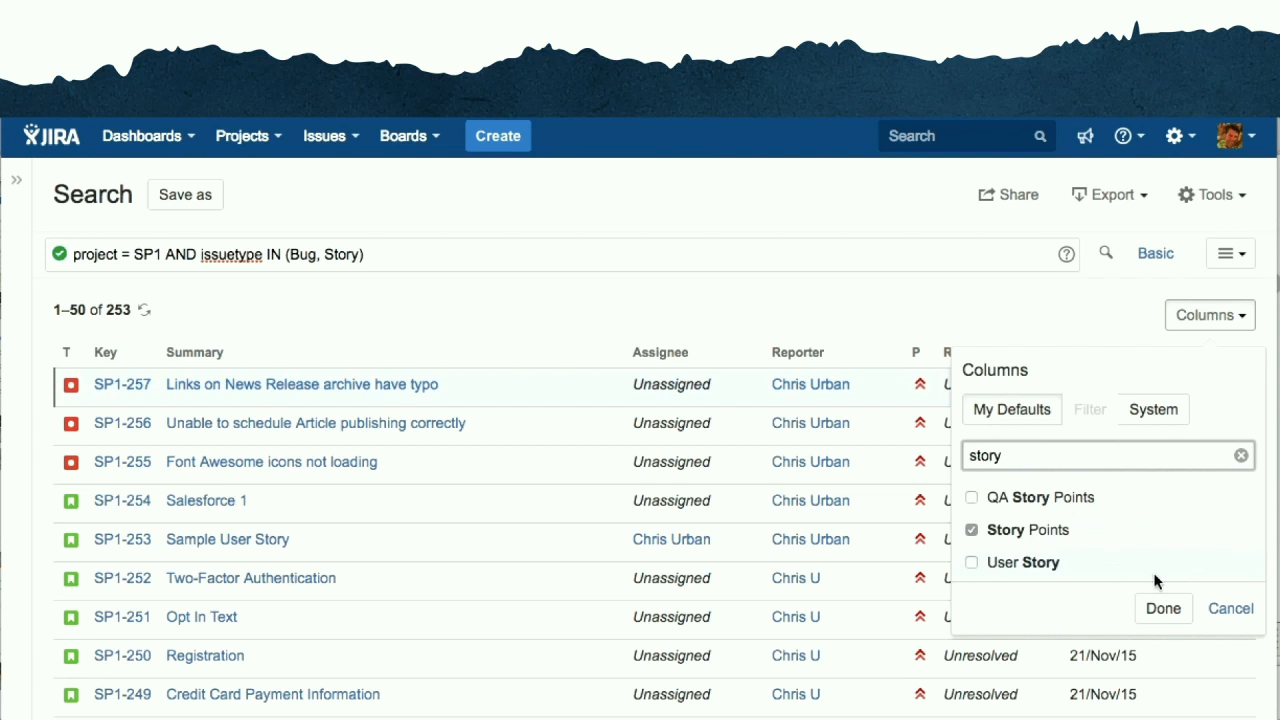 JIRA Dashboards Projects Issues Boards Create Search
Search Save as Share Export Tools
project = SP1 AND issuetype IN (Bug, Story) Basic
1–50 of 253 Columns
T Key Summary Assignee Reporter P R
Columns
SP1-257 Links on News Release archive have typo Unassigned Chris Urban U
My Defaults Filter System
SP1-256 Unable to schedule Article publishing correctly Unassigned Chris Urban U
story
SP1-255 Font Awesome icons not loading Unassigned Chris Urban U
QA Story Points
SP1-254 Salesforce 1 Unassigned Chris Urban U
Story Points
SP1-253 Sample User Story Chris Urban Chris Urban U
User Story
SP1-252 Two-Factor Authentication Unassigned Chris U U
Done Cancel
SP1-251 Opt In Text Unassigned Chris U U
SP1-250 Registration Unassigned Chris U Unresolved 21/Nov/15
SP1-249 Credit Card Payment Information Unassigned Chris U Unresolved 21/Nov/15